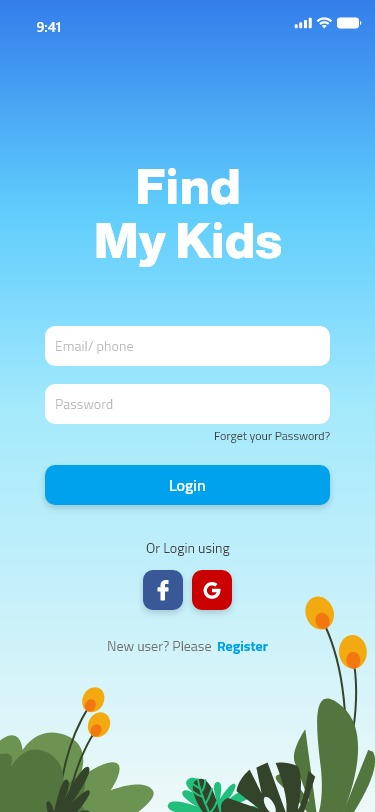 9:41
Find
My Kids
Email/ phone
Password
Forget your Password?
Login
Or Login using
f G
New user? Please Register